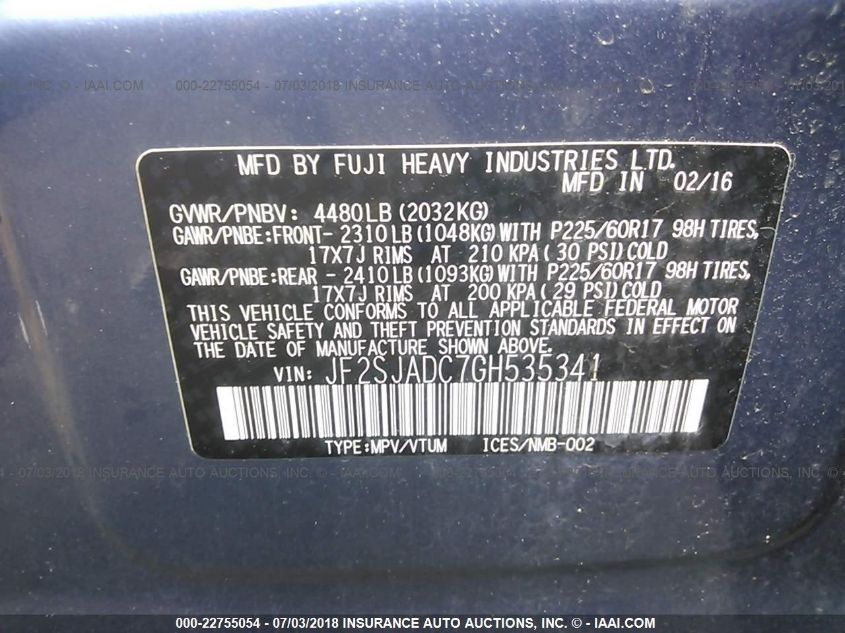 000-22755054 - 07/03/2018 INSURANCE AUTO AUCTIONS, INC. © - IAAI.COM
MFD BY FUJI HEAVY INDUSTRIES LTD.
MFD IN 02/16
GVWR/PNBV: 4480LB(2032KG)
GAWR/PNBE:FRONT-2310LB(1048KG)WITH P225/60R17 98H TIRES,
17X7J RIMS AT 210 KPA(30 PSI)COLD
GAWR/PNBE:REAR -2410LB(1093KG)WITH P225/60R17 98H TIRES,
17X7J RIMS AT 200 KPA(29 PSI)COLD
THIS VEHICLE CONFORMS TO ALL APPLICABLE FEDERAL MOTOR
VEHICLE SAFETY AND THEFT PREVENTION STANDARDS IN EFFECT ON
THE DATE OF MANUFACTURE SHOWN ABOVE.
VIN: JF2SJADC7GH535341
TYPE:MPV/VTUM ICES/NMB-002
000-22755054 - 07/03/2018 INSURANCE AUTO AUCTIONS, INC. © - IAAI.COM